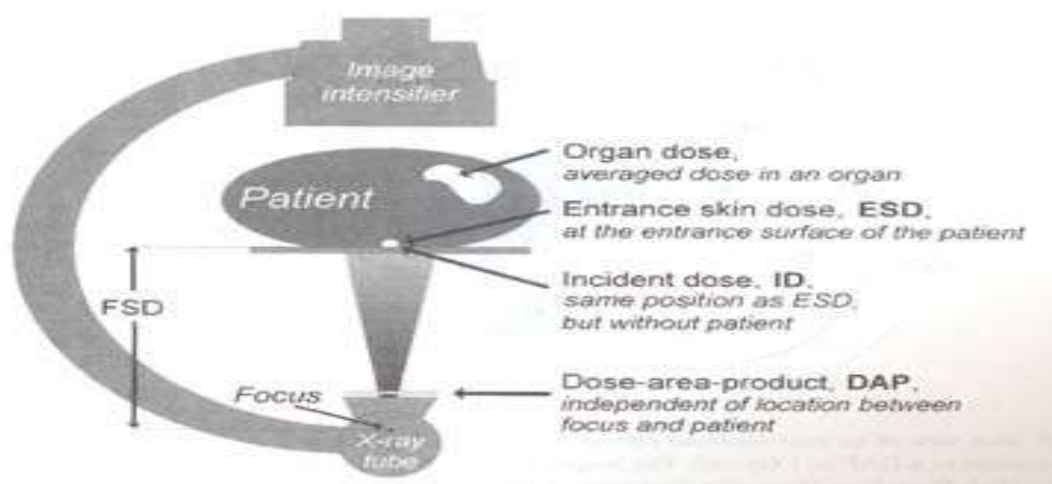 Image
intensifier
Patient
Organ dose,
averaged dose in an organ
Entrance skin dose, ESD,
at the entrance surface of the patient
Incident dose, ID,
same position as ESD,
but without patient
FSD
Focus
Dose-area-product, DAP,
independent of location between
focus and patient
X-ray
tube